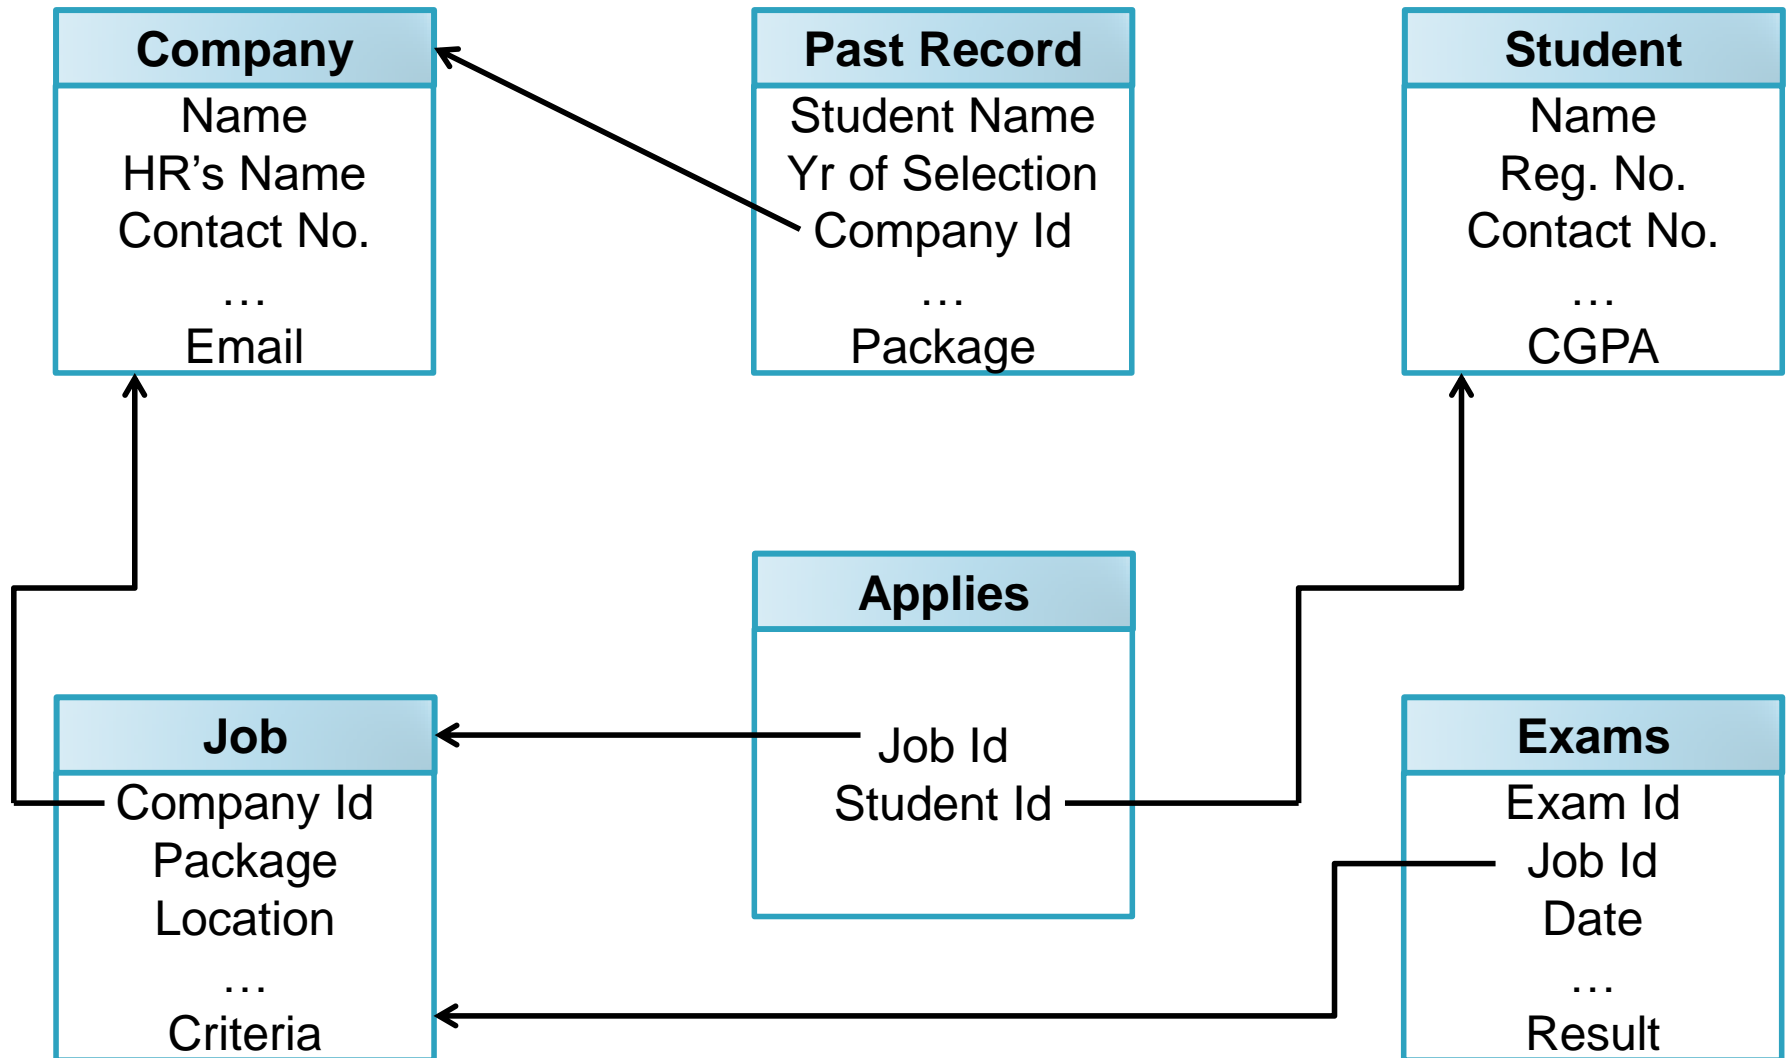 Company
Name
HR’s Name
Contact No.
…
Email
Past Record
Student Name
Yr of Selection
Company Id
…
Package
Student
Name
Reg. No.
Contact No.
…
CGPA
Job
Company Id
Package
Location
…
Criteria
Applies
Job Id
Student Id
Exams
Exam Id
Job Id
Date
…
Result